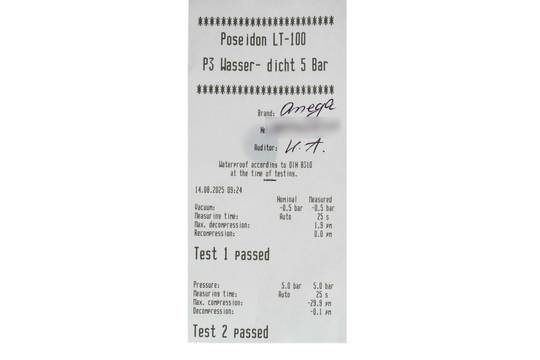 ************************
Poseidon LT-100
P3 Wasser- dicht 5 Bar
************************
Brand: Omega
Nr
Auditor: U.A.
Waterproof according to DIN 8310
at the time of testing.
14.08.2025 09:24
Nominal Measured
Vacuum: -0.5 bar -0.5 bar
Measuring time: Auto 25 s
Max. decompression: 1.9 µm
Recompression: 0.0 µm
Test 1 passed
Pressure: 5.0 bar 5.0 bar
Measuring time: Auto 25 s
Max. compression: -29.9 µm
Decompression: -0.1 µm
Test 2 passed